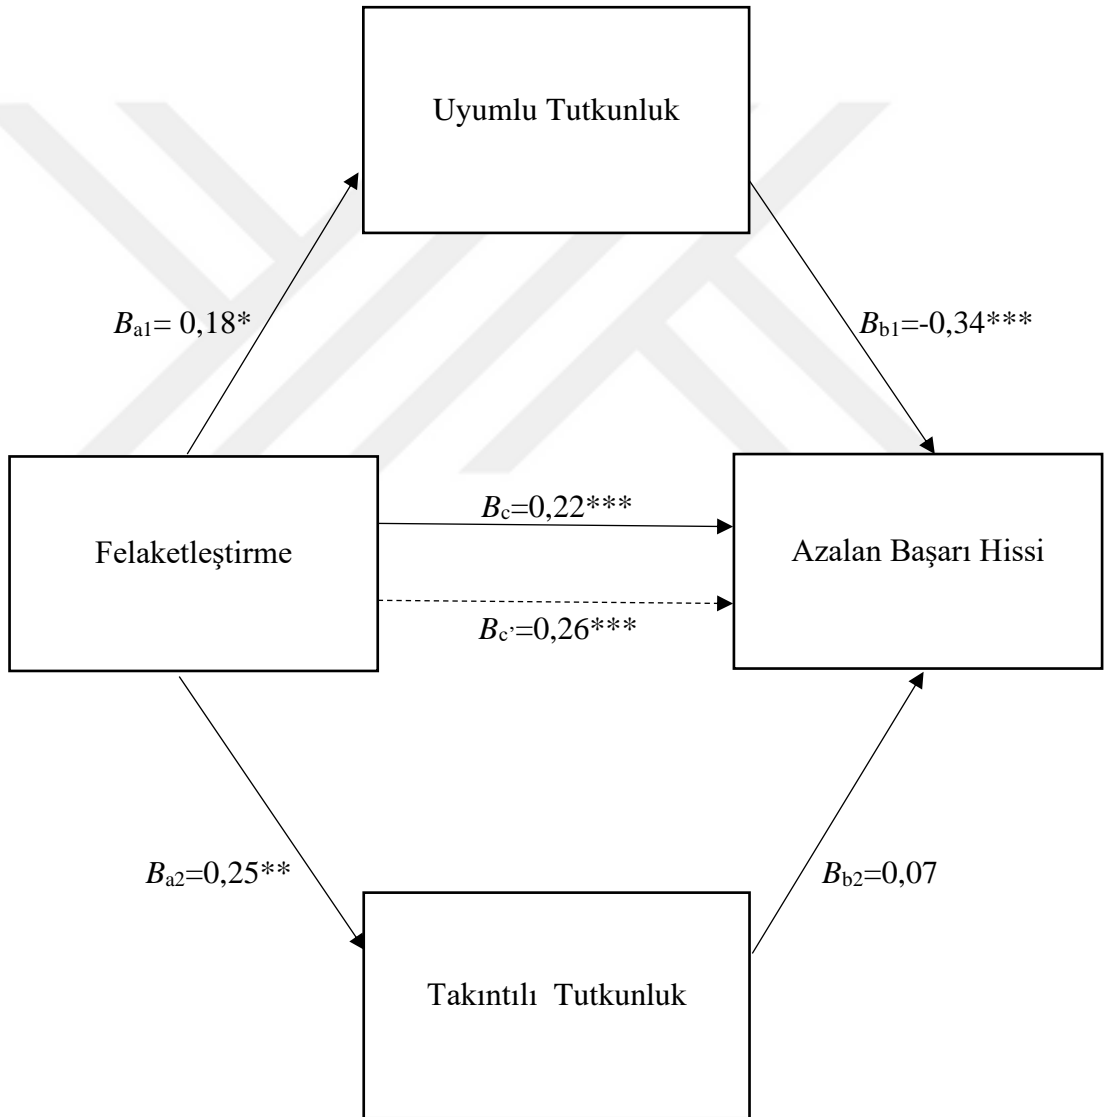 Uyumlu Tutkunluk
Ba1= 0,18*
Bb1=-0,34***
Bc=0,22***
Felaketleştirme
Azalan Başarı Hissi
Bc’=0,26***
Ba2=0,25**
Bb2=0,07
Takıntılı  Tutkunluk